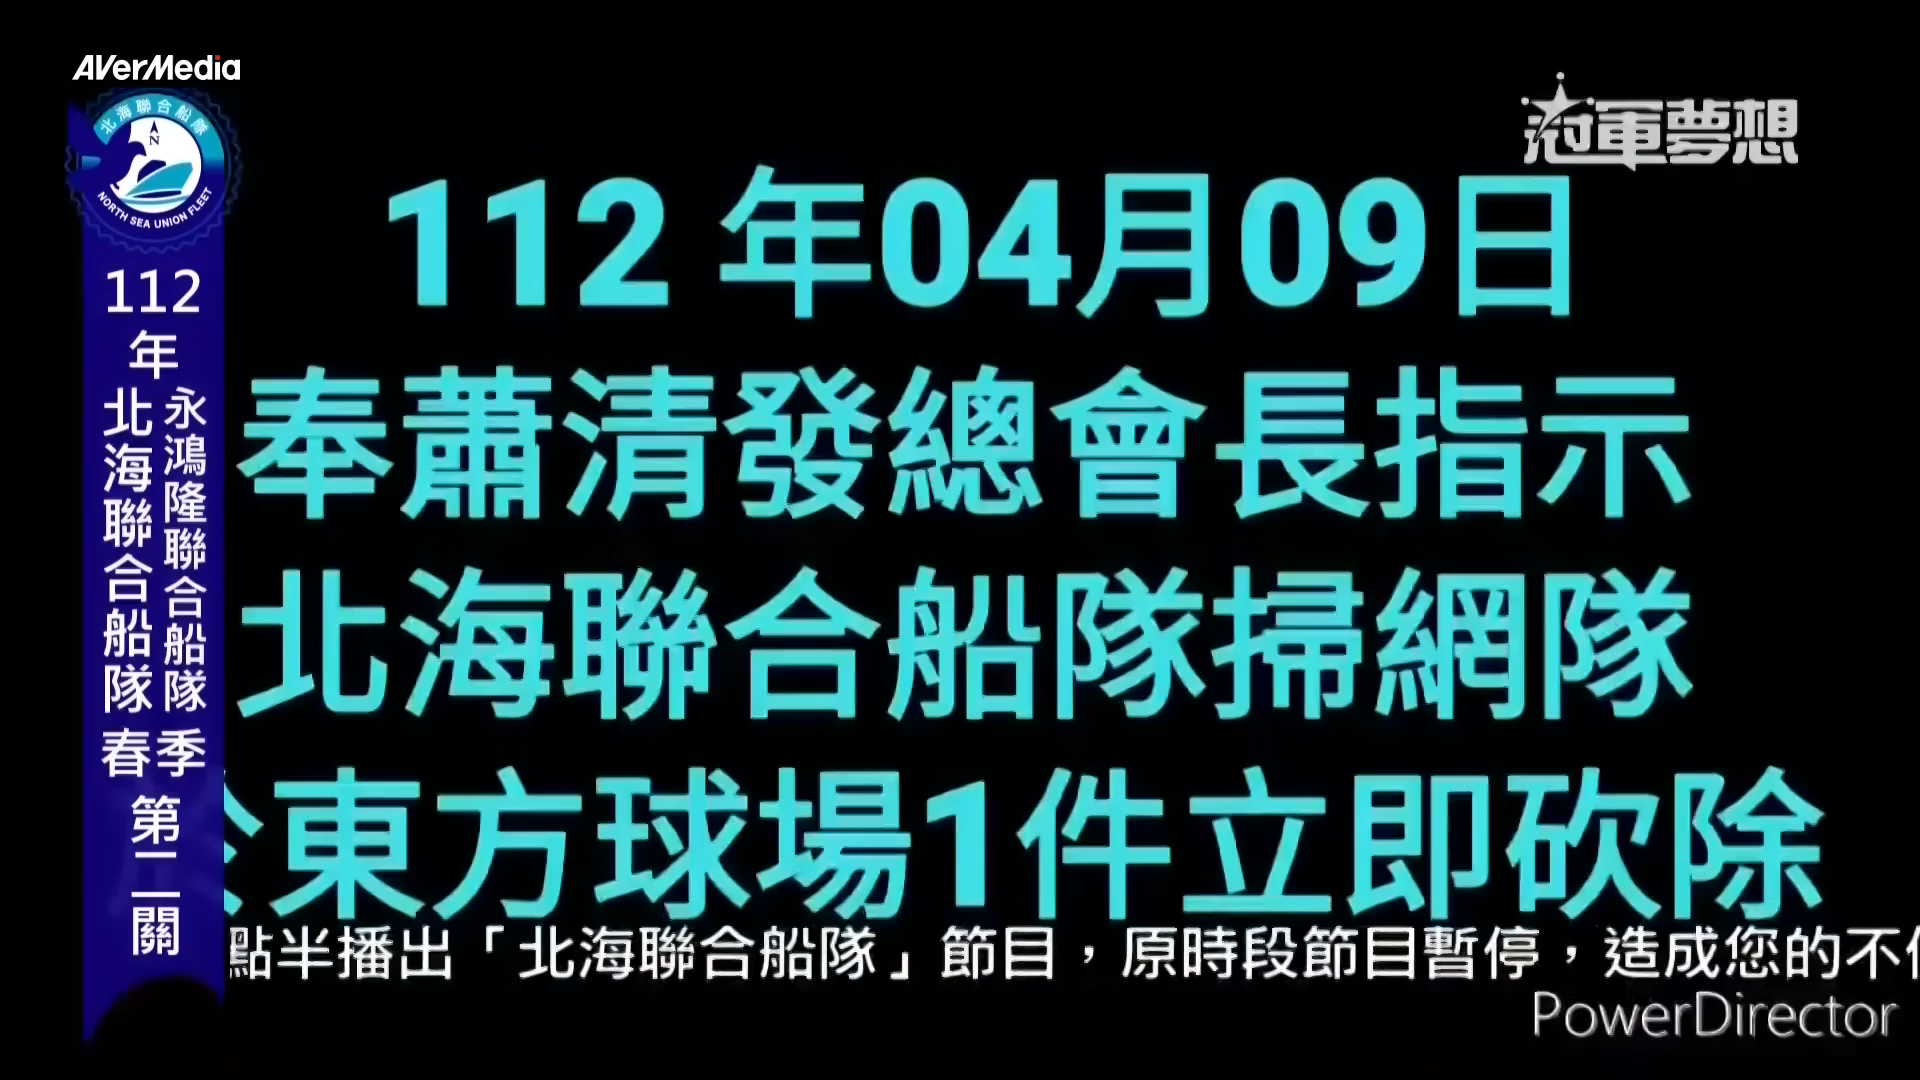 AVerMedia
冠軍夢想
北海聯合船隊
N
NORTH SEA UNION FLEET
112
年
永鴻隆聯合船隊
北海聯合船隊
春季
第二關
112 年04月09日
奉蕭清發總會長指示
北海聯合船隊掃網隊
於東方球場1件立即砍除
點半播出「北海聯合船隊」節目，原時段節目暫停，造成您的不
PowerDirector